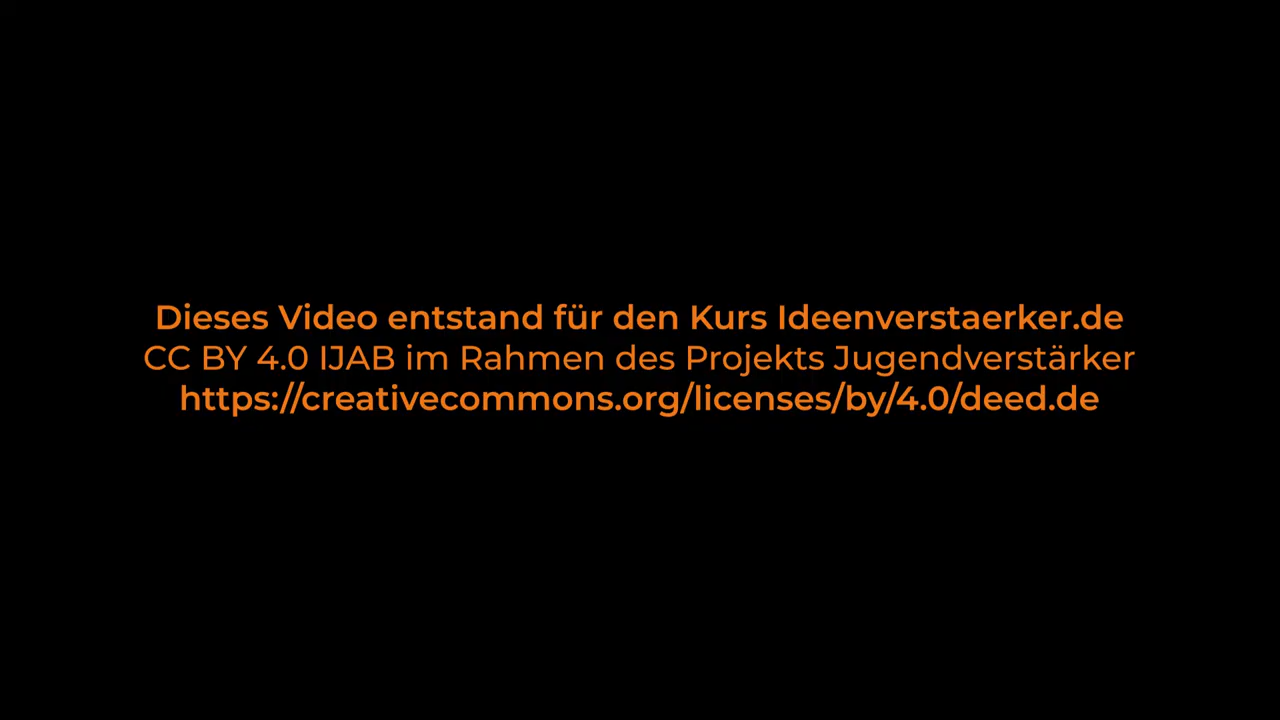 Dieses Video entstand für den Kurs Ideenverstaerker.de
CC BY 4.0 IJAB im Rahmen des Projekts Jugendverstärker
https://creativecommons.org/licenses/by/4.0/deed.de